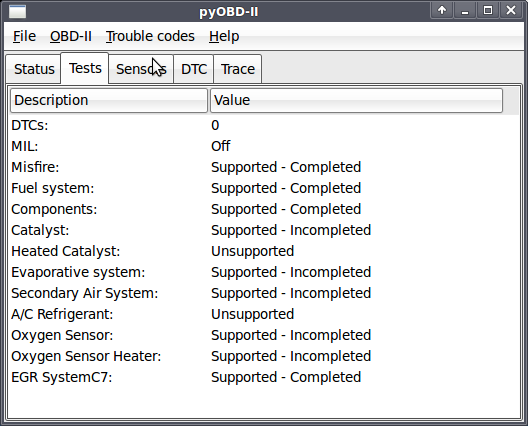 pyOBD-II
File OBD-II Trouble codes Help
Status Tests Sensors DTC Trace
Description Value
DTCs: 0
MIL: Off
Misfire: Supported - Completed
Fuel system: Supported - Completed
Components: Supported - Completed
Catalyst: Supported - Incompleted
Heated Catalyst: Unsupported
Evaporative system: Supported - Incompleted
Secondary Air System: Supported - Incompleted
A/C Refrigerant: Unsupported
Oxygen Sensor: Supported - Incompleted
Oxygen Sensor Heater: Supported - Incompleted
EGR SystemC7: Supported - Completed